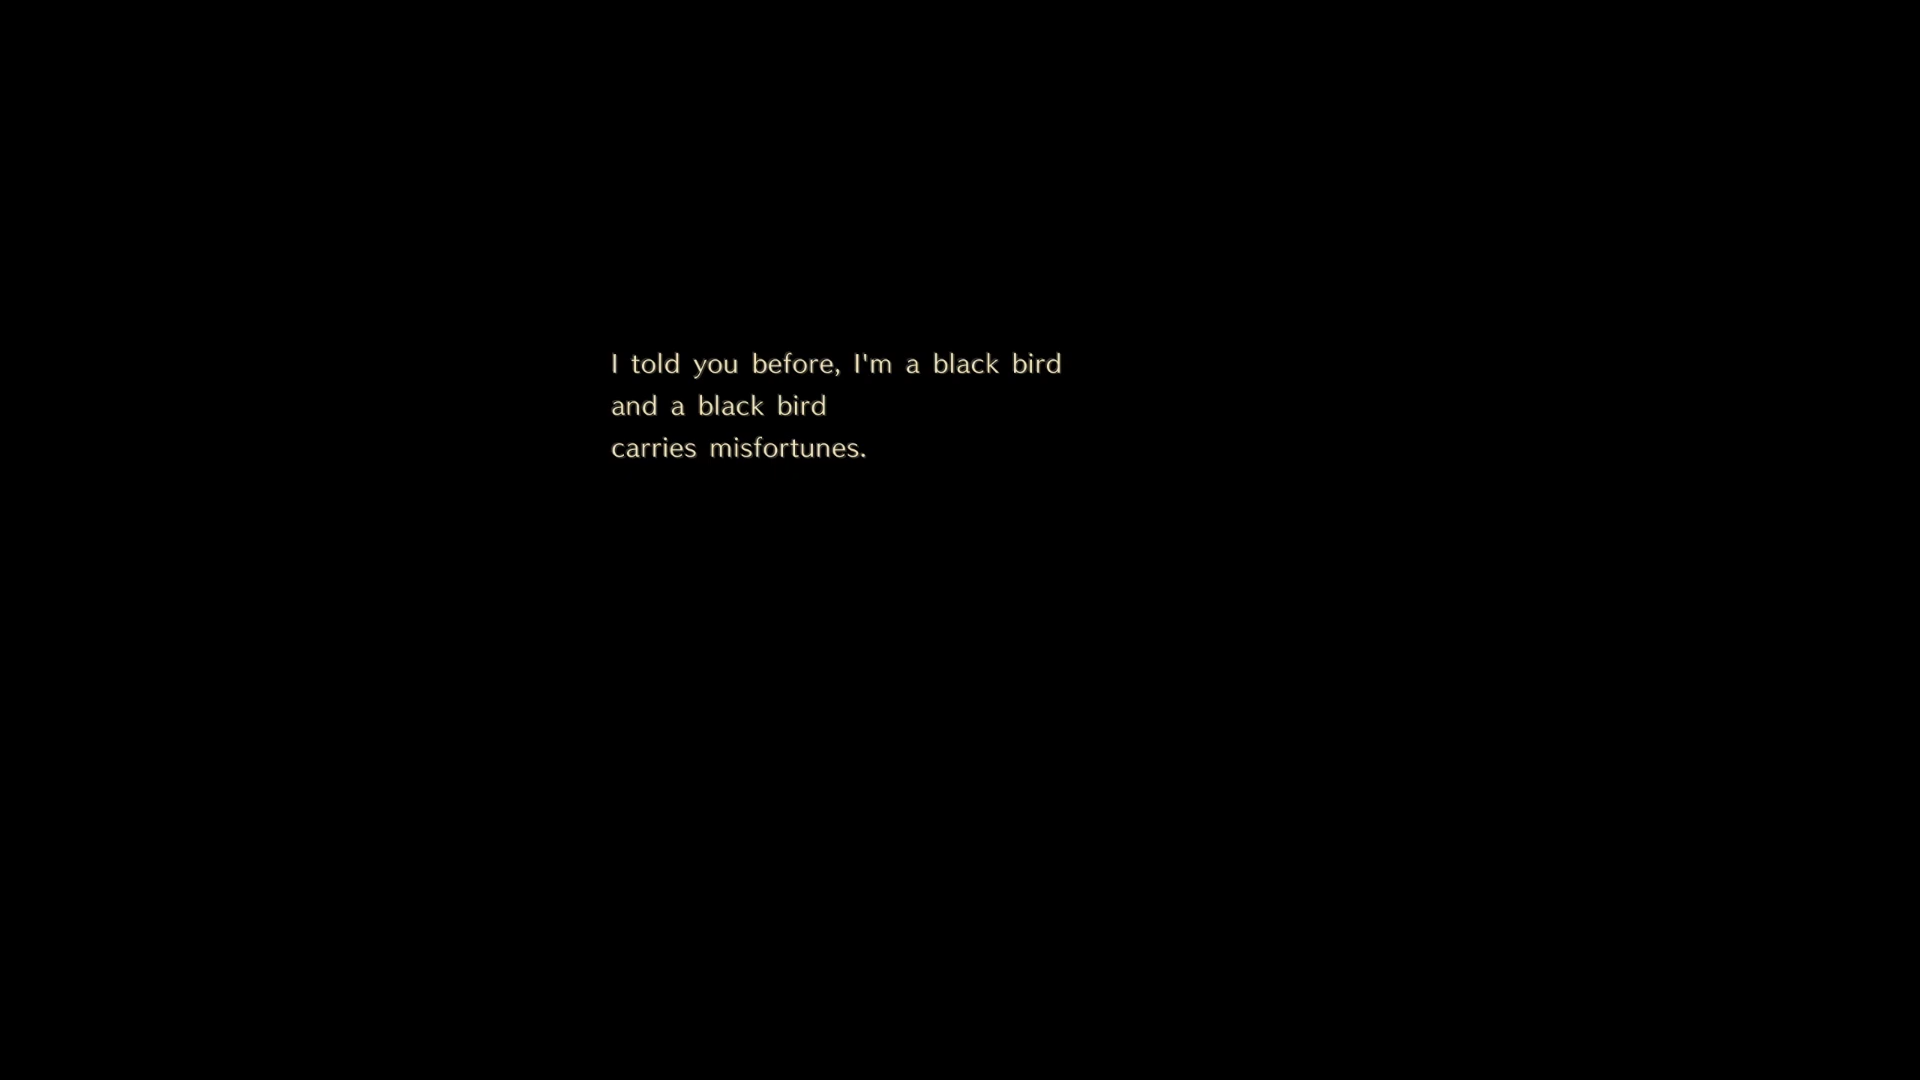 I told you before, I'm a black bird
and a black bird
carries misfortunes.